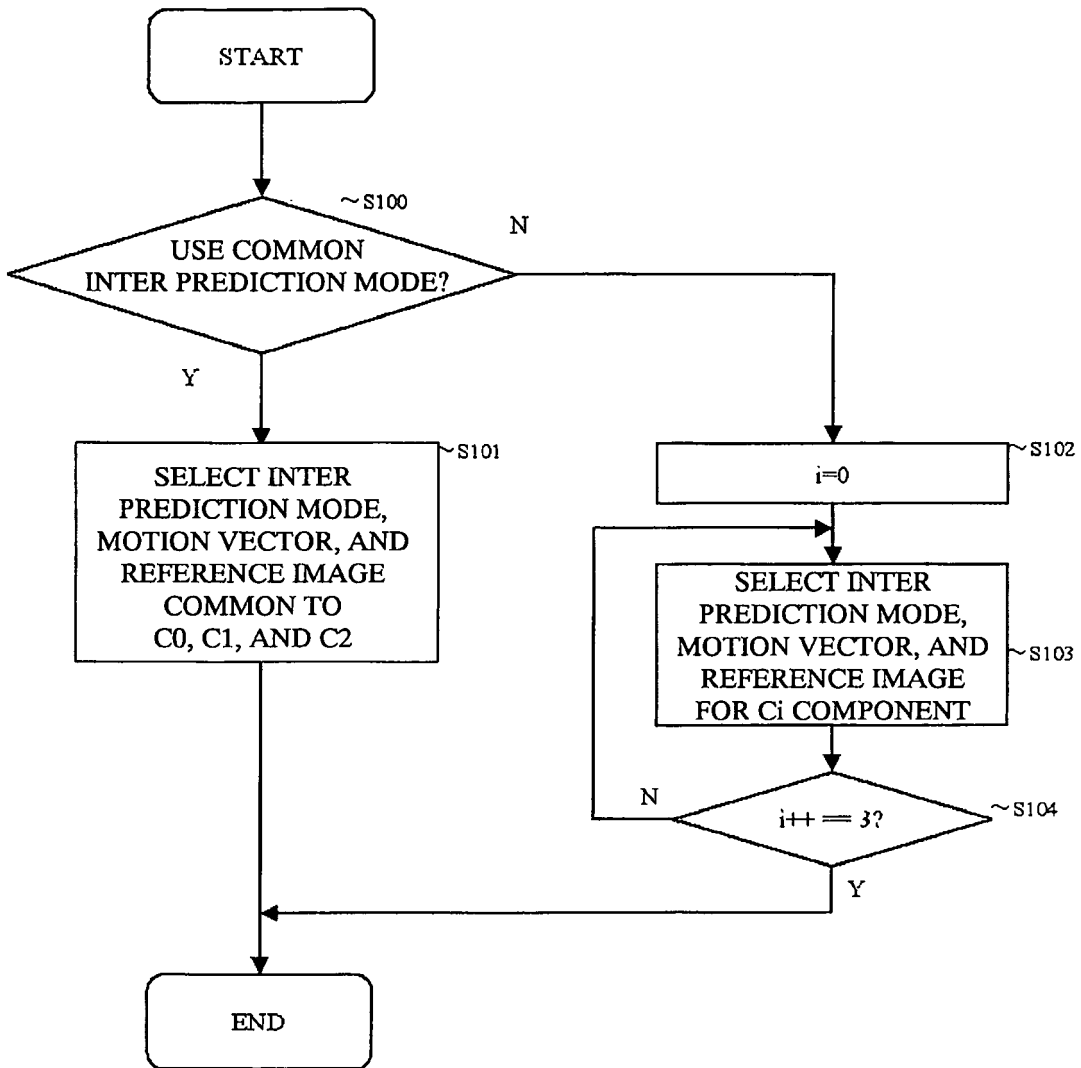 START
~S100
USE COMMON
INTER PREDICTION MODE?
N
Y
~S101
SELECT INTER
PREDICTION MODE,
MOTION VECTOR, AND
REFERENCE IMAGE
COMMON TO
C0, C1, AND C2
~S102
i=0
SELECT INTER
PREDICTION MODE,
MOTION VECTOR, AND
REFERENCE IMAGE
FOR Ci COMPONENT
~S103
N
i++ == 3?
~S104
Y
END